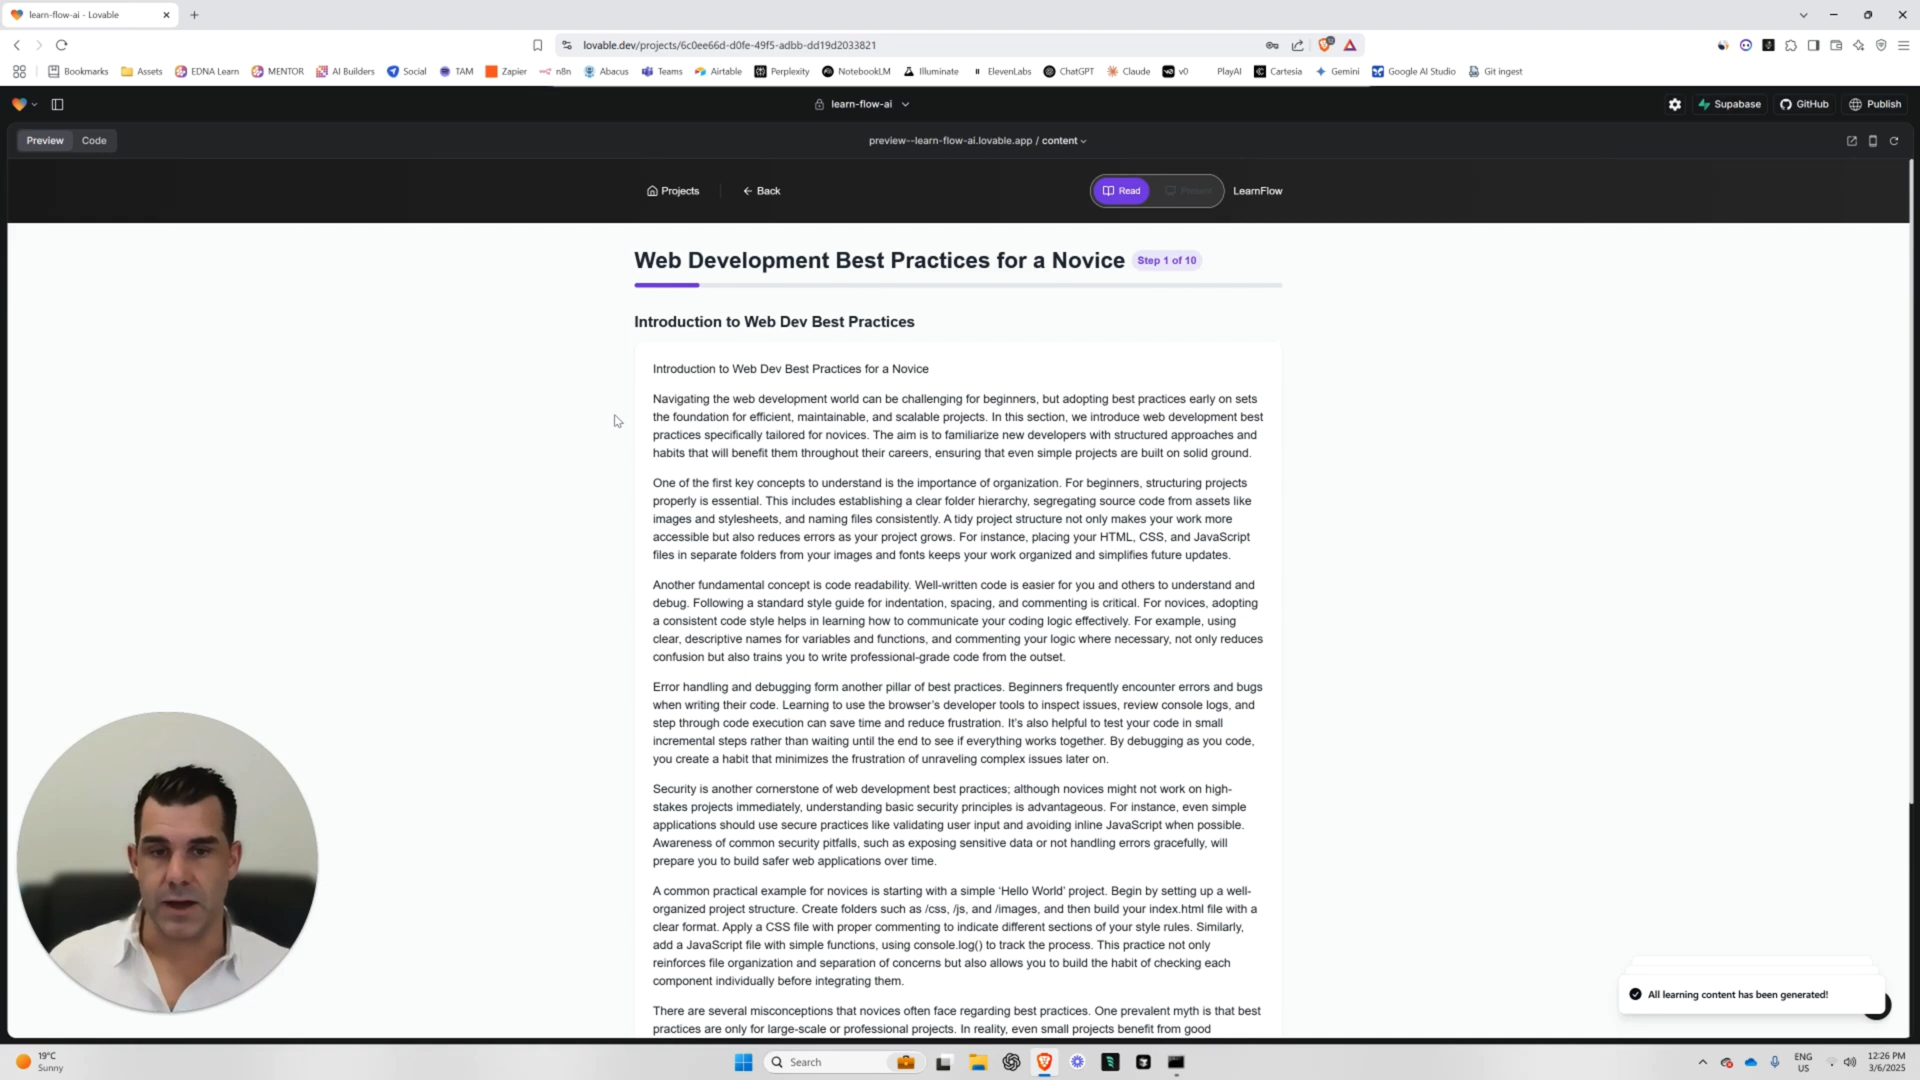 learn-flow-ai - Lovable
lovable.dev/projects/6c0ee66d-d0fe-49f5-adbb-dd19d2033821
Bookmarks Assets EDNA Learn MENTOR AI Builders Social TAM Zapier n8n Abacus Teams Airtable Perplexity NotebookLM Illuminate ElevenLabs ChatGPT Claude v0 PlayAI Cartesia Gemini Google AI Studio Git ingest
learn-flow-ai
Supabase GitHub Publish
Preview Code
preview--learn-flow-ai.lovable.app / content
Projects Back
Read Present LearnFlow
Web Development Best Practices for a Novice Step 1 of 10
Introduction to Web Dev Best Practices
Introduction to Web Dev Best Practices for a Novice
Navigating the web development world can be challenging for beginners, but adopting best practices early on sets
the foundation for efficient, maintainable, and scalable projects. In this section, we introduce web development best
practices specifically tailored for novices. The aim is to familiarize new developers with structured approaches and
habits that will benefit them throughout their careers, ensuring that even simple projects are built on solid ground.
One of the first key concepts to understand is the importance of organization. For beginners, structuring projects
properly is essential. This includes establishing a clear folder hierarchy, segregating source code from assets like
images and stylesheets, and naming files consistently. A tidy project structure not only makes your work more
accessible but also reduces errors as your project grows. For instance, placing your HTML, CSS, and JavaScript
files in separate folders from your images and fonts keeps your work organized and simplifies future updates.
Another fundamental concept is code readability. Well-written code is easier for you and others to understand and
debug. Following a standard style guide for indentation, spacing, and commenting is critical. For novices, adopting
a consistent code style helps in learning how to communicate your coding logic effectively. For example, using
clear, descriptive names for variables and functions, and commenting your logic where necessary, not only reduces
confusion but also trains you to write professional-grade code from the outset.
Error handling and debugging form another pillar of best practices. Beginners frequently encounter errors and bugs
when writing their code. Learning to use the browser's developer tools to inspect issues, review console logs, and
step through code execution can save time and reduce frustration. It's also helpful to test your code in small
incremental steps rather than waiting until the end to see if everything works together. By debugging as you code,
you create a habit that minimizes the frustration of unraveling complex issues later on.
Security is another cornerstone of web development best practices; although novices might not work on high-
stakes projects immediately, understanding basic security principles is advantageous. For instance, even simple
applications should use secure practices like validating user input and avoiding inline JavaScript when possible.
Awareness of common security pitfalls, such as exposing sensitive data or not handling errors gracefully, will
prepare you to build safer web applications over time.
A common practical example for novices is starting with a simple ‘Hello World’ project. Begin by setting up a well-
organized project structure. Create folders such as /css, /js, and /images, and then build your index.html file with a
clear format. Apply a CSS file with proper commenting to indicate different sections of your style rules. Similarly,
add a JavaScript file with simple functions, using console.log() to track the process. This practice not only
reinforces file organization and separation of concerns but also allows you to build the habit of checking each
component individually before integrating them.
There are several misconceptions that novices often face regarding best practices. One prevalent myth is that best
practices are only for large-scale or professional projects. In reality, even small projects benefit from good
All learning content has been generated!
19°C
Sunny
Search
ENG
US
12:26 PM
3/6/2025